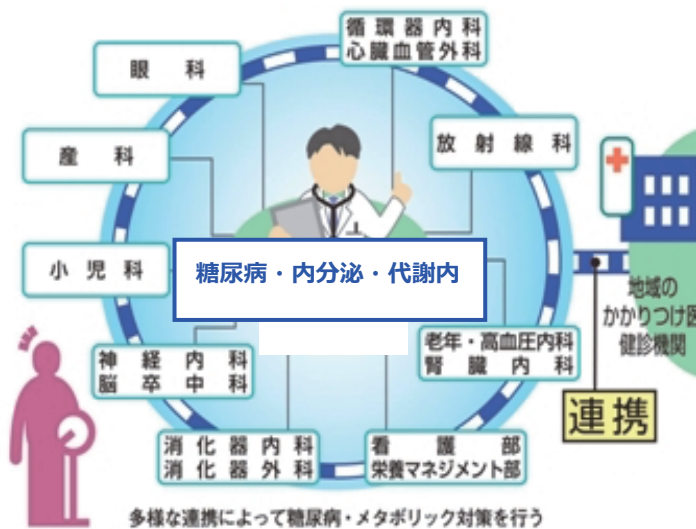 循環器内科
心臓血管外科
眼科
放射線科
産科
小児科
糖尿病・内分泌・代謝内
地域の
かかりつけ医
健診機関
老年・高血圧内科
腎臓内科
神経内科
脳卒中科
連携
消化器内科
消化器外科
看護部
栄養マネジメント部
多様な連携によって糖尿病・メタボリック対策を行う